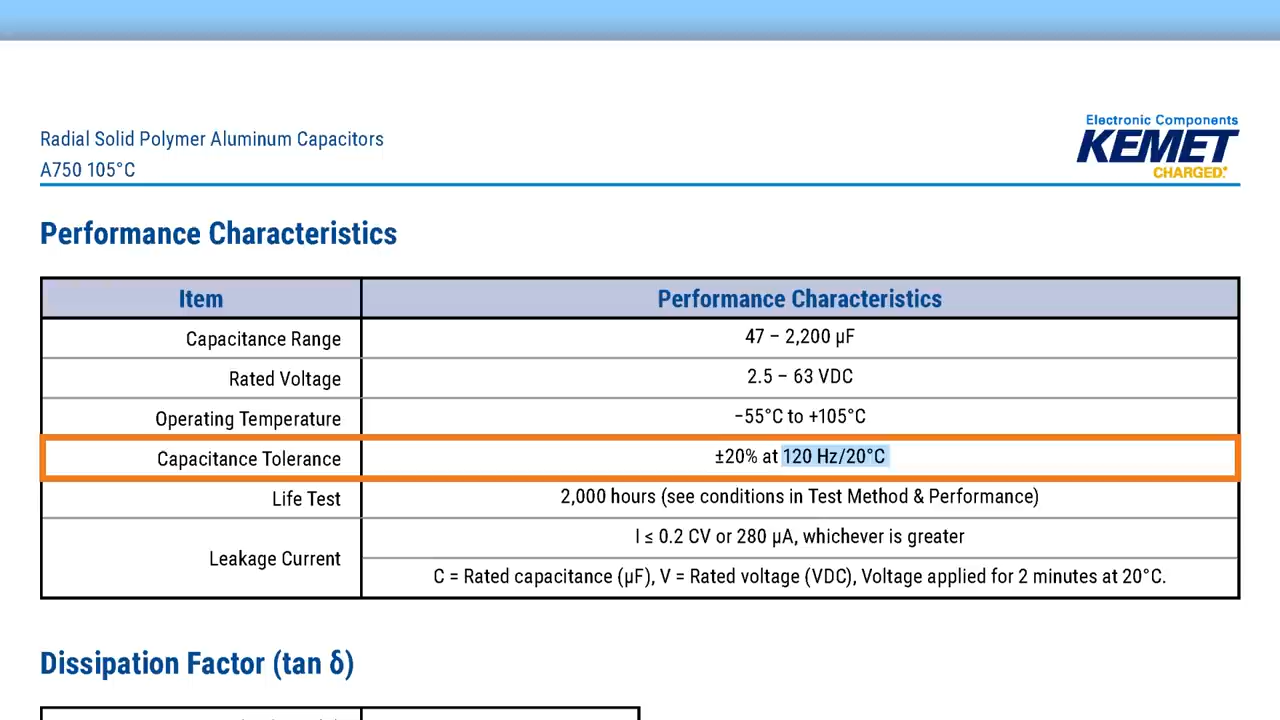 Electronic Components
Radial Solid Polymer Aluminum Capacitors
KEMET
A750 105°C
CHARGED.
Performance Characteristics
Item Performance Characteristics
Capacitance Range 47 – 2,200 µF
Rated Voltage 2.5 – 63 VDC
Operating Temperature −55°C to +105°C
Capacitance Tolerance ±20% at 120 Hz/20°C
Life Test 2,000 hours (see conditions in Test Method & Performance)
Leakage Current I ≤ 0.2 CV or 280 µA, whichever is greater
C = Rated capacitance (µF), V = Rated voltage (VDC), Voltage applied for 2 minutes at 20°C.
Dissipation Factor (tan δ)